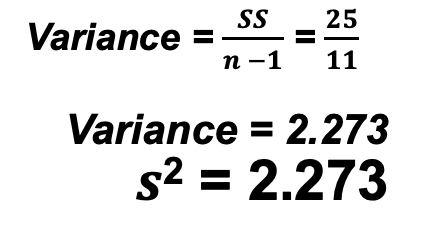 Variance = SS / n − 1 = 25 / 11
Variance = 2.273
s² = 2.273